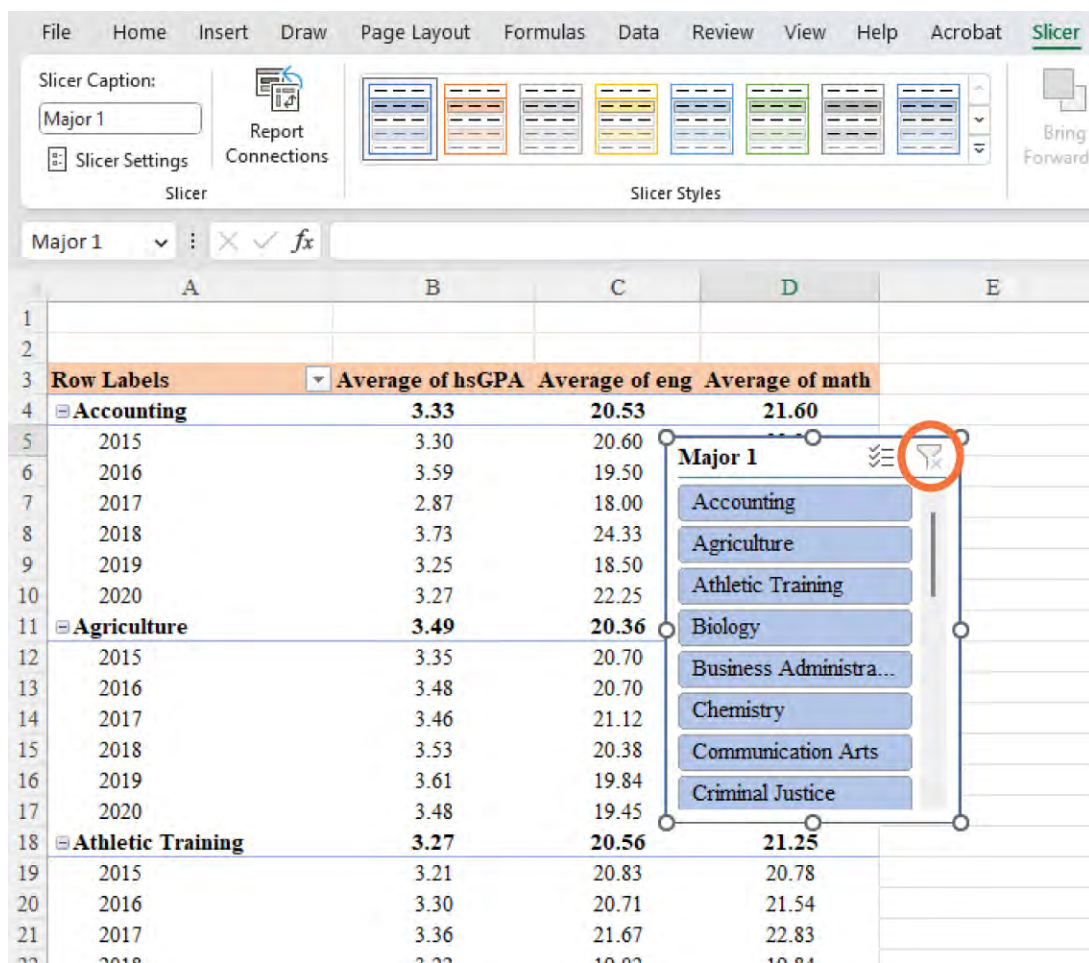 File Home Insert Draw Page Layout Formulas Data Review View Help Acrobat Slicer
Slicer Caption:
Major 1
Slicer Settings
Report
Connections
Bring
Forward
Slicer
Slicer Styles
Major 1 fx
A B C D E
1
2
3 Row Labels Average of hsGPA Average of eng Average of math
4 Accounting 3.33 20.53 21.60
5 2015 3.30 20.60
6 2016 3.59 19.50
7 2017 2.87 18.00
8 2018 3.73 24.33
9 2019 3.25 18.50
10 2020 3.27 22.25
11 Agriculture 3.49 20.36
12 2015 3.35 20.70
13 2016 3.48 20.70
14 2017 3.46 21.12
15 2018 3.53 20.38
16 2019 3.61 19.84
17 2020 3.48 19.45
18 Athletic Training 3.27 20.56 21.25
19 2015 3.21 20.83 20.78
20 2016 3.30 20.71 21.54
21 2017 3.36 21.67 22.83
Major 1
Accounting
Agriculture
Athletic Training
Biology
Business Administra...
Chemistry
Communication Arts
Criminal Justice